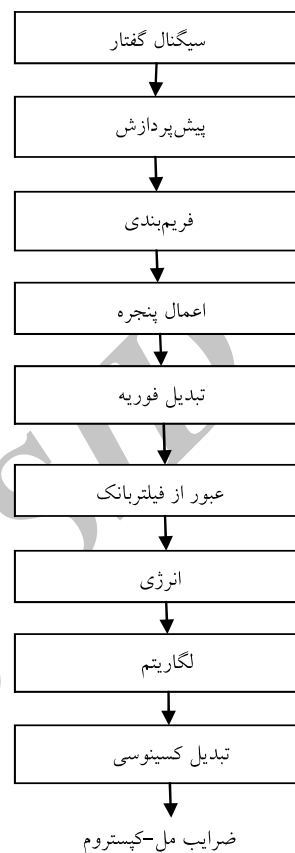 سیگنال گفتار
پیش‌پردازش
فریم‌بندی
اعمال پنجره
تبدیل فوریه
عبور از فیلتربانک
انرژی
لگاریتم
تبدیل کسینوسی
ضرایب مل-کپستروم
SID